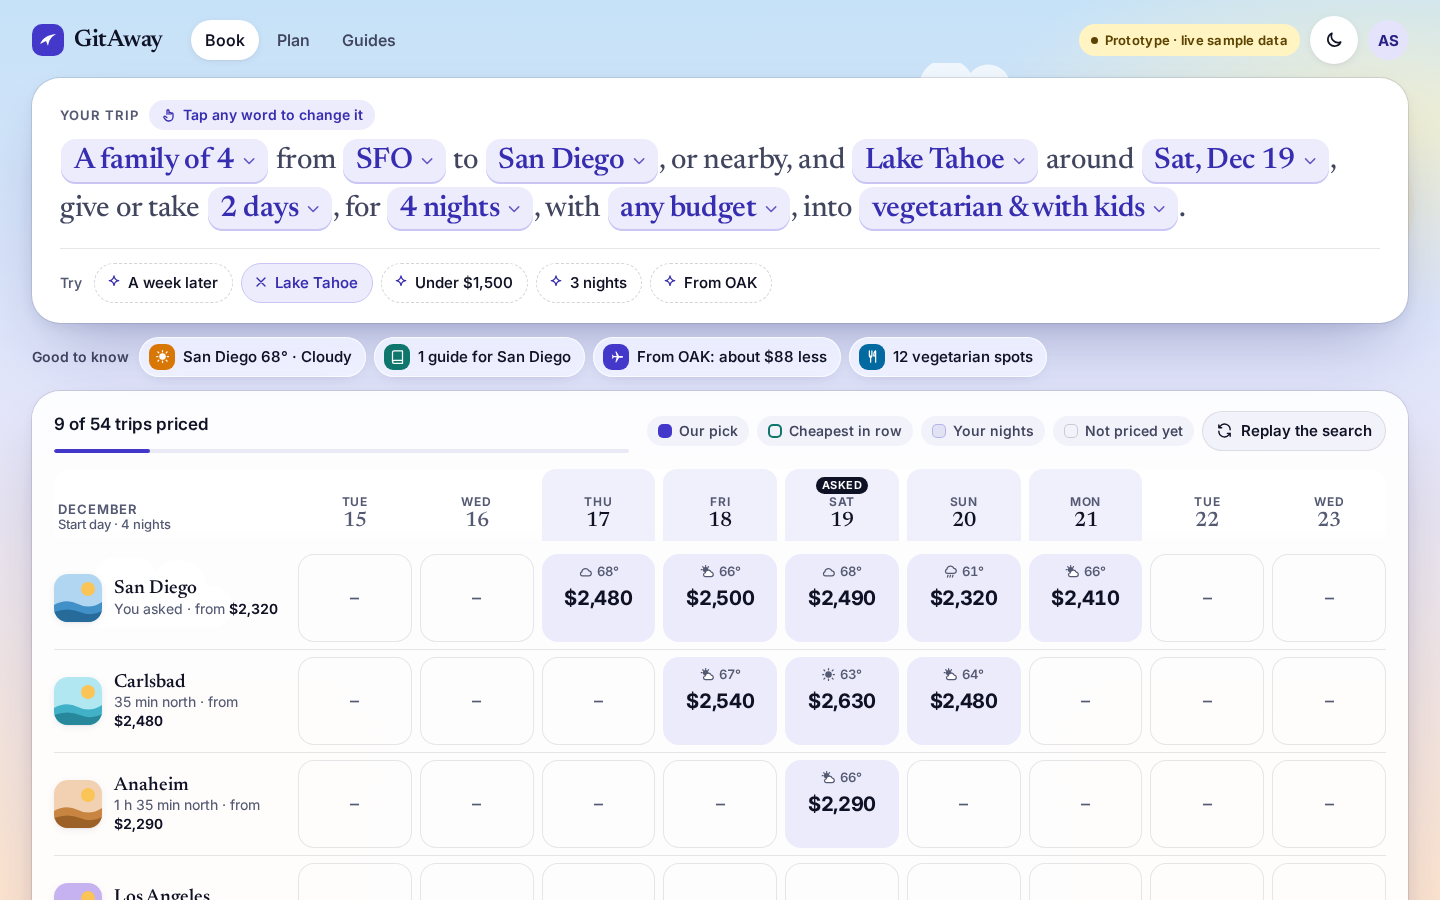 GitAway
Book Plan Guides
Prototype · live sample data
AS
YOUR TRIP Tap any word to change it
A family of 4 from SFO to San Diego, or nearby, and Lake Tahoe around Sat, Dec 19,
give or take 2 days, for 4 nights, with any budget, into vegetarian & with kids.
Try A week later Lake Tahoe Under $1,500 3 nights From OAK
Good to know San Diego 68° · Cloudy 1 guide for San Diego From OAK: about $88 less 12 vegetarian spots
9 of 54 trips priced
Our pick Cheapest in row Your nights Not priced yet Replay the search
ASKED
DECEMBER TUE WED THU FRI SAT SUN MON TUE WED
Start day · 4 nights 15 16 17 18 19 20 21 22 23
68° 66° 68° 61° 66°
San Diego
You asked · from $2,320 – – $2,480 $2,500 $2,490 $2,320 $2,410 – –
67° 63° 64°
Carlsbad
35 min north · from – – – $2,540 $2,630 $2,480 – – –
$2,480
66°
Anaheim
1 h 35 min north · from – – – – $2,290 – – – –
$2,290
Los Angeles